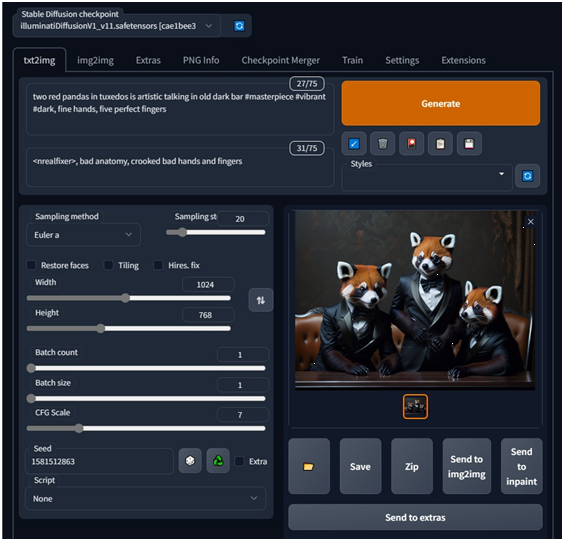 Stable Diffusion checkpoint
illuminatiDiffusionV1_v11.safetensors [cae1bee3
txt2img
img2img
Extras
PNG Info
Checkpoint Merger
Train
Settings
Extensions
27/75
two red pandas in tuxedos is artistic talking in old dark bar #masterpiece #vibrant
#dark, fine hands, five perfect fingers
Generate
31/75
<nrealfixer>, bad anatomy, crooked bad hands and fingers
Styles
Sampling method
Euler a
Sampling st
20
Restore faces
Tiling
Hires. fix
Width
1024
Height
768
Batch count
1
Batch size
1
CFG Scale
7
Seed
1581512863
Extra
Script
None
Save
Zip
Send to
img2img
Send
to
inpaint
Send to extras